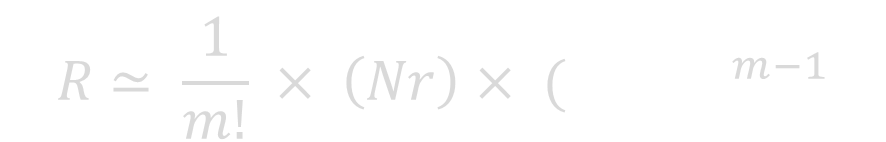 R ≃ 1/m! × (Nr) × ( ^{m−1}